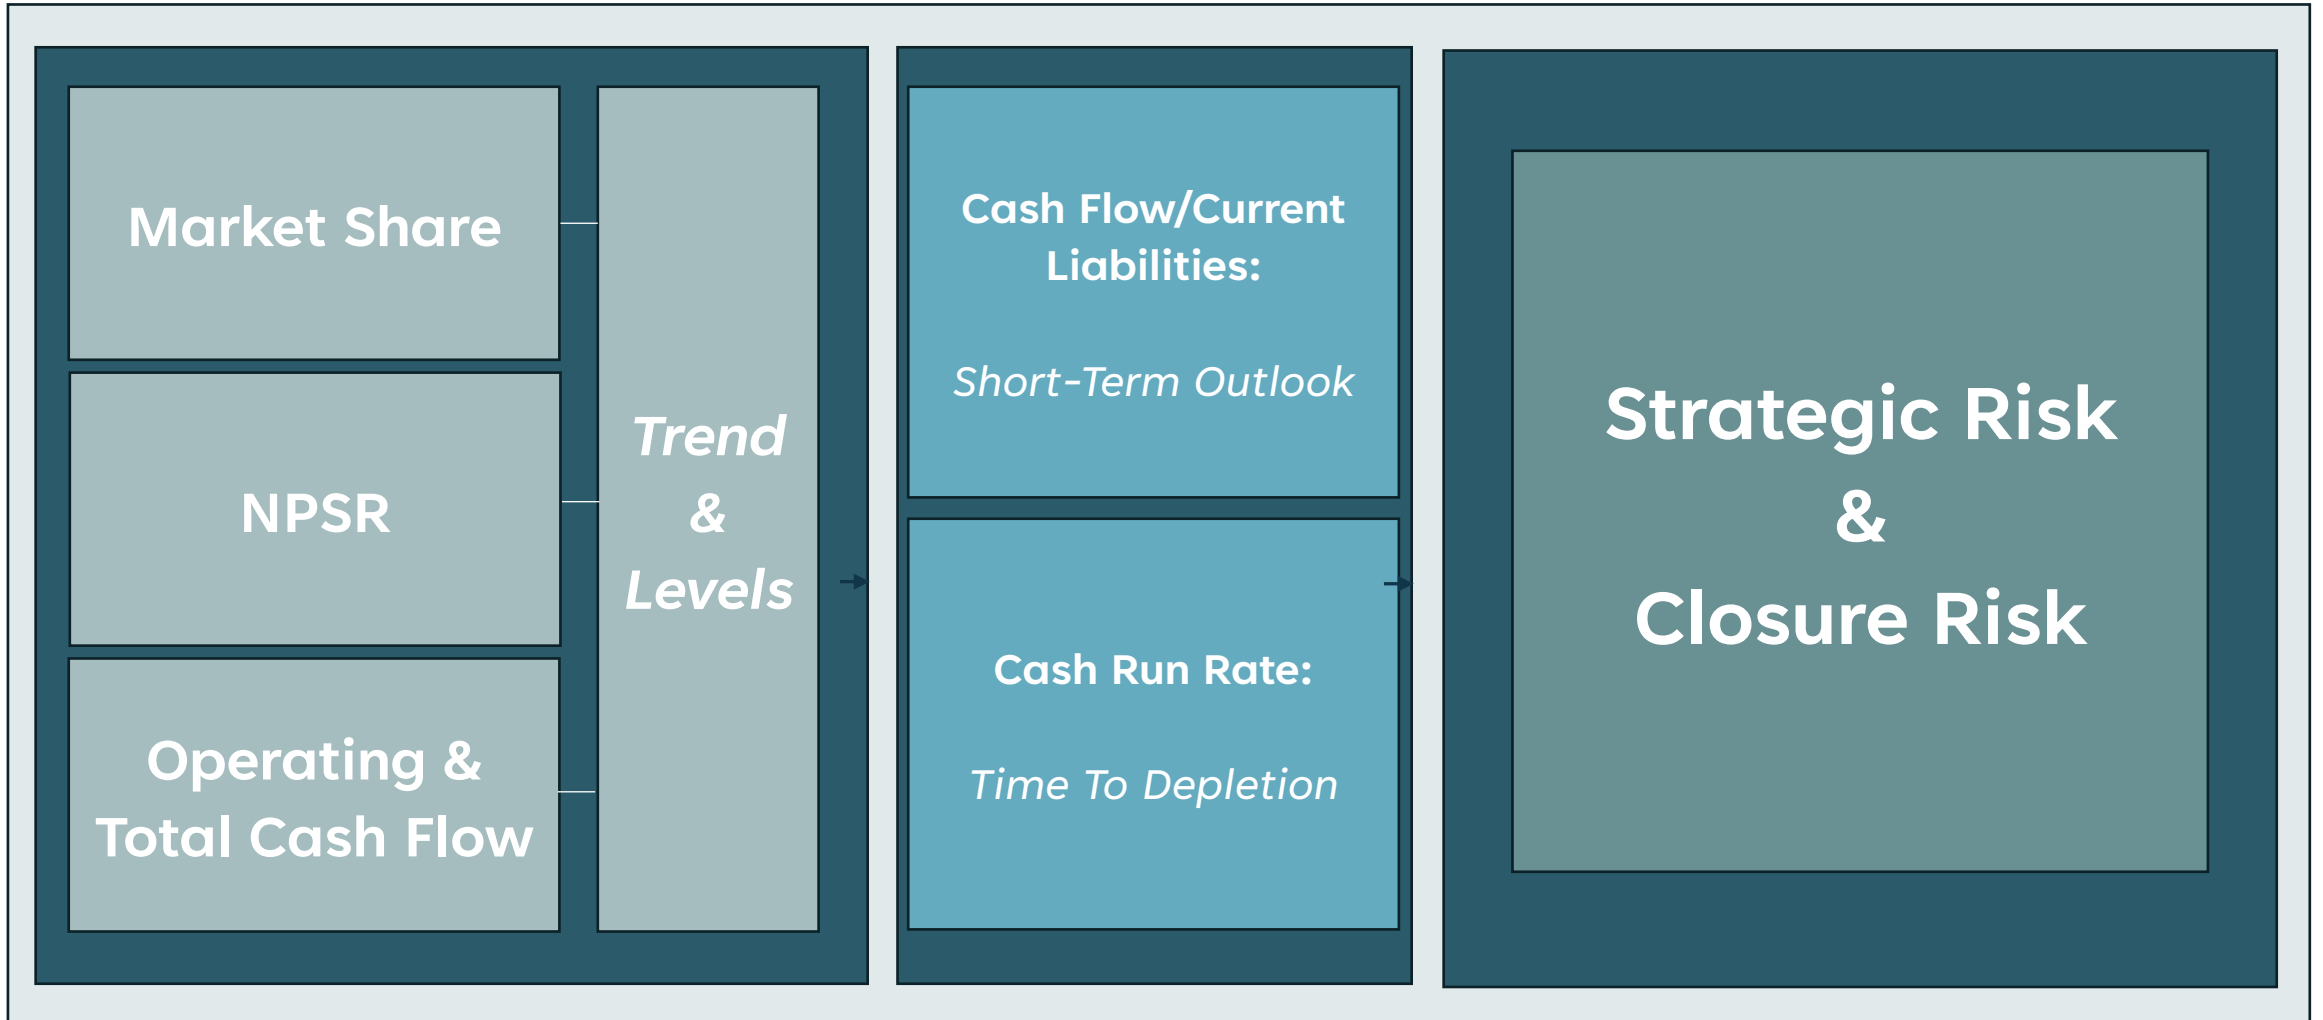 Market Share
NPSR
Operating &
Total Cash Flow
Trend
&
Levels
Cash Flow/Current
Liabilities:
Short-Term Outlook
Cash Run Rate:
Time To Depletion
Strategic Risk
&
Closure Risk